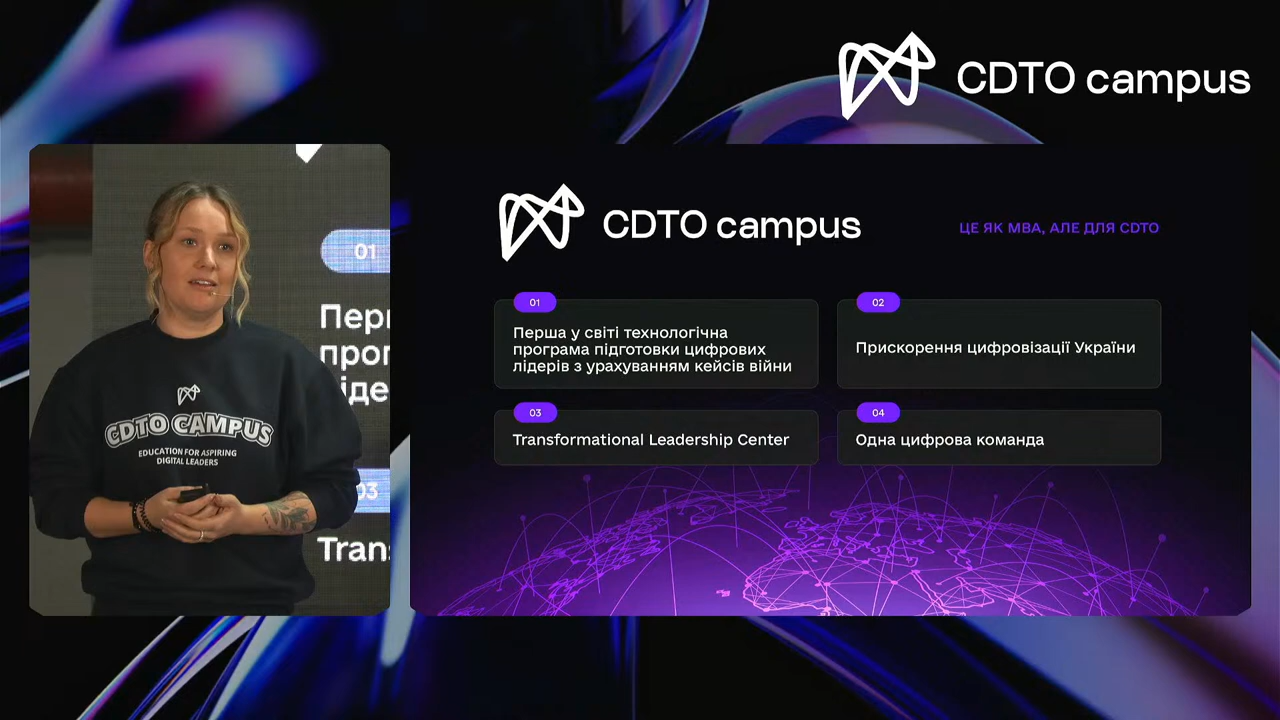 CDTO campus
CDTO campus
ЦЕ ЯК MBA, АЛЕ ДЛЯ CDTO
01
Перша у світі технологічна
програма підготовки цифрових
лідерів з урахуванням кейсів війни
02
Прискорення цифровізації України
03
Transformational Leadership Center
04
Одна цифрова команда
01
03
Tran
CDTO CAMPUS
EDUCATION FOR ASPIRING
DIGITAL LEADERS